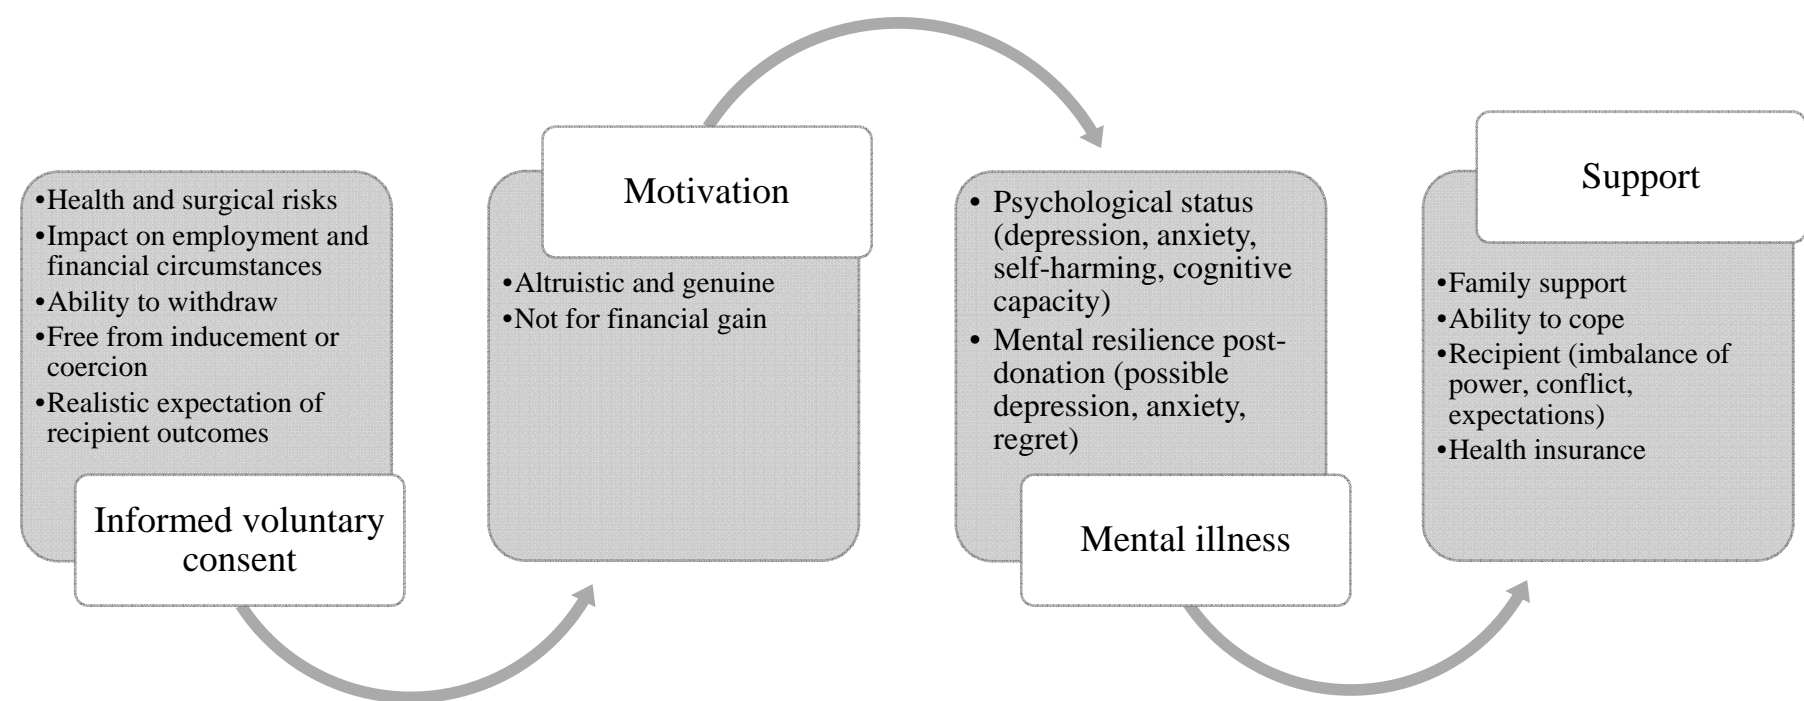 •Health and surgical risks
•Impact on employment and
financial circumstances
•Ability to withdraw
•Free from inducement or
coercion
•Realistic expectation of
recipient outcomes
Informed voluntary
consent
Motivation
•Altruistic and genuine
•Not for financial gain
• Psychological status
(depression, anxiety,
self-harming, cognitive
capacity)
• Mental resilience post-
donation (possible
depression, anxiety,
regret)
Mental illness
Support
•Family support
•Ability to cope
•Recipient (imbalance of
power, conflict,
expectations)
•Health insurance